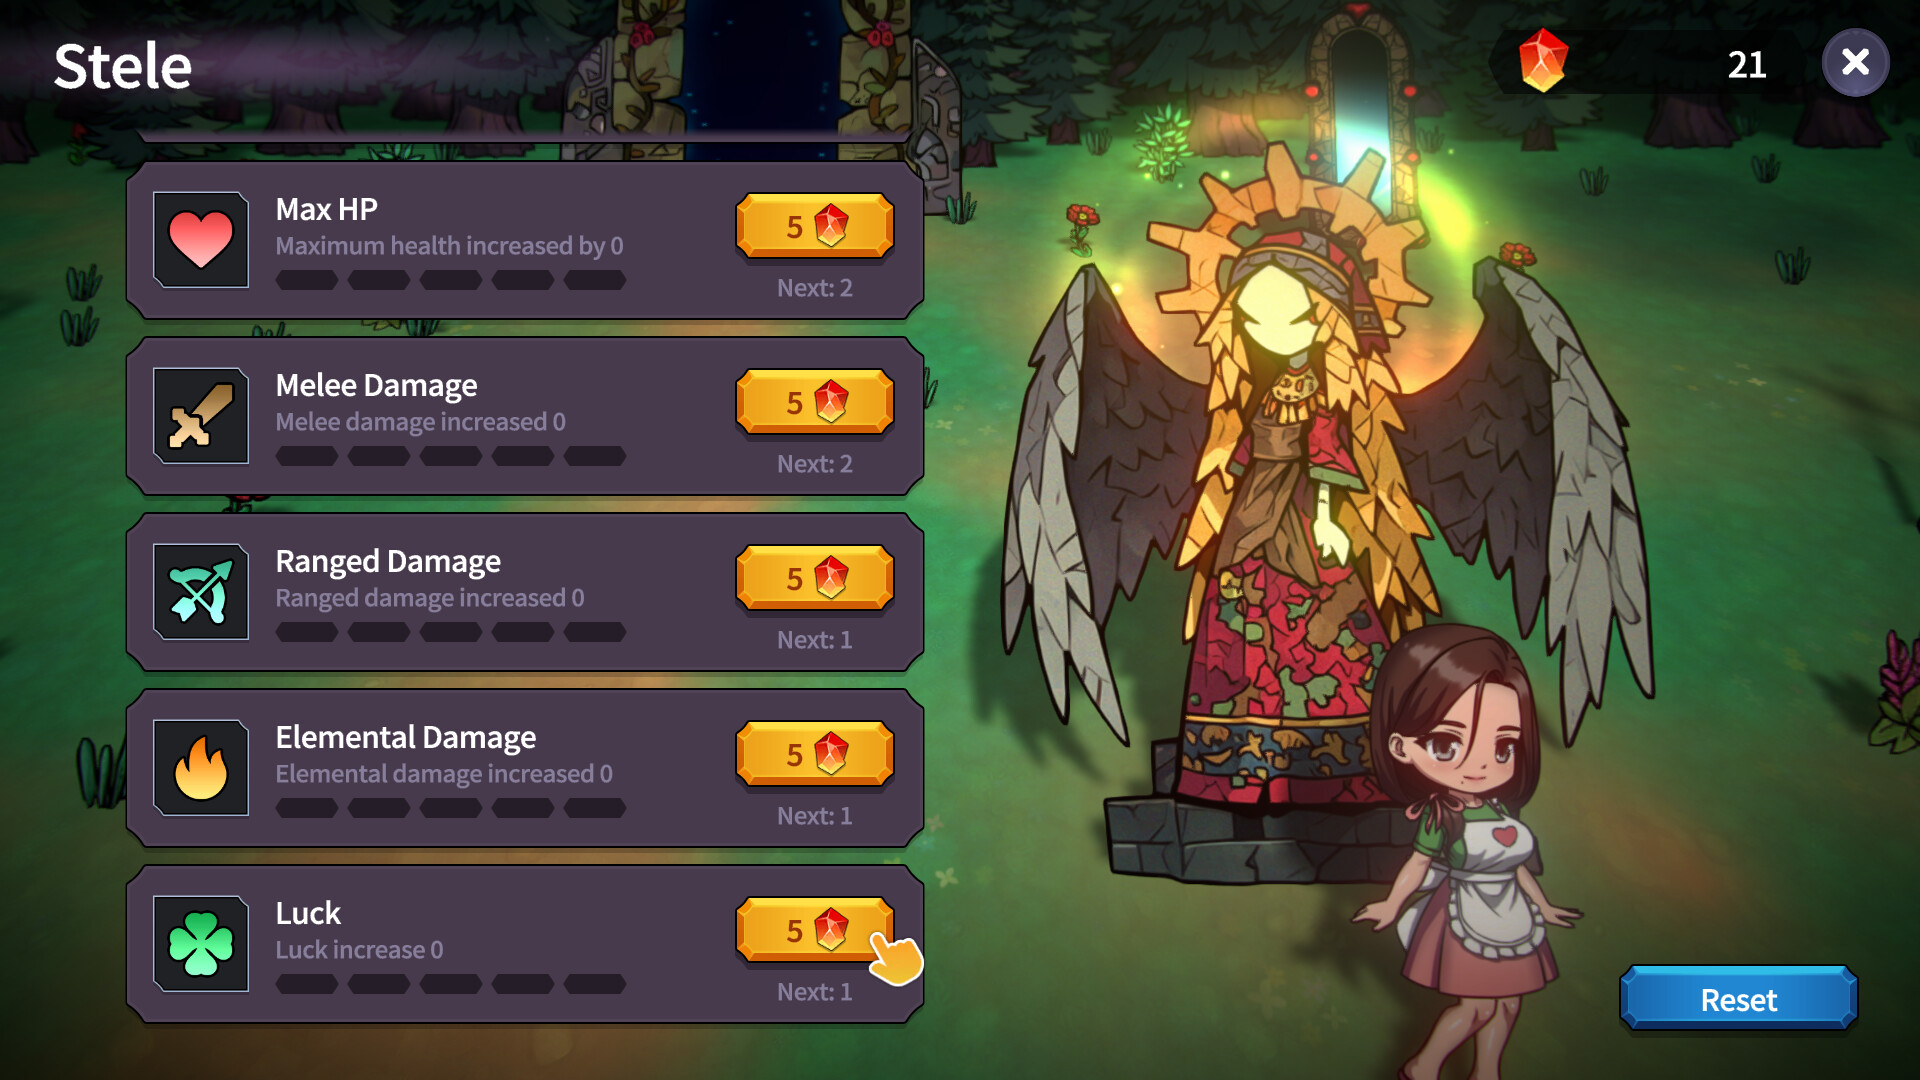 Stele
21
Max HP
Maximum health increased by 0
5
Next: 2
Melee Damage
Melee damage increased 0
5
Next: 2
Ranged Damage
Ranged damage increased 0
5
Next: 1
Elemental Damage
Elemental damage increased 0
5
Next: 1
Luck
Luck increase 0
5
Next: 1
Reset